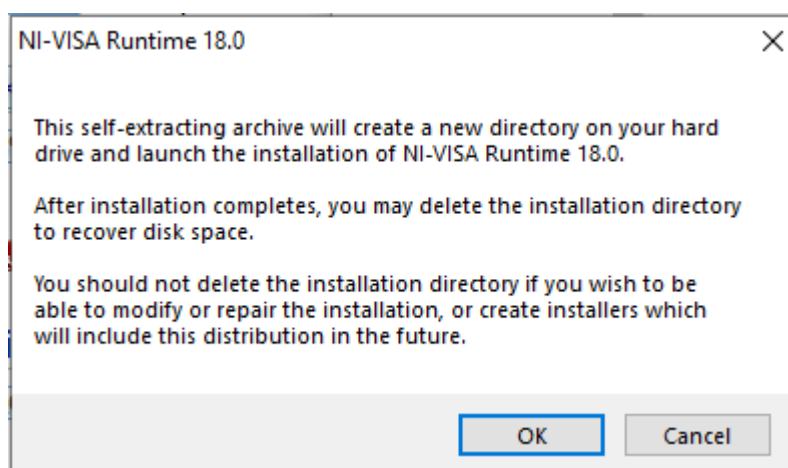 NI-VISA Runtime 18.0
This self-extracting archive will create a new directory on your hard
drive and launch the installation of NI-VISA Runtime 18.0.
After installation completes, you may delete the installation directory
to recover disk space.
You should not delete the installation directory if you wish to be
able to modify or repair the installation, or create installers which
will include this distribution in the future.
OK
Cancel